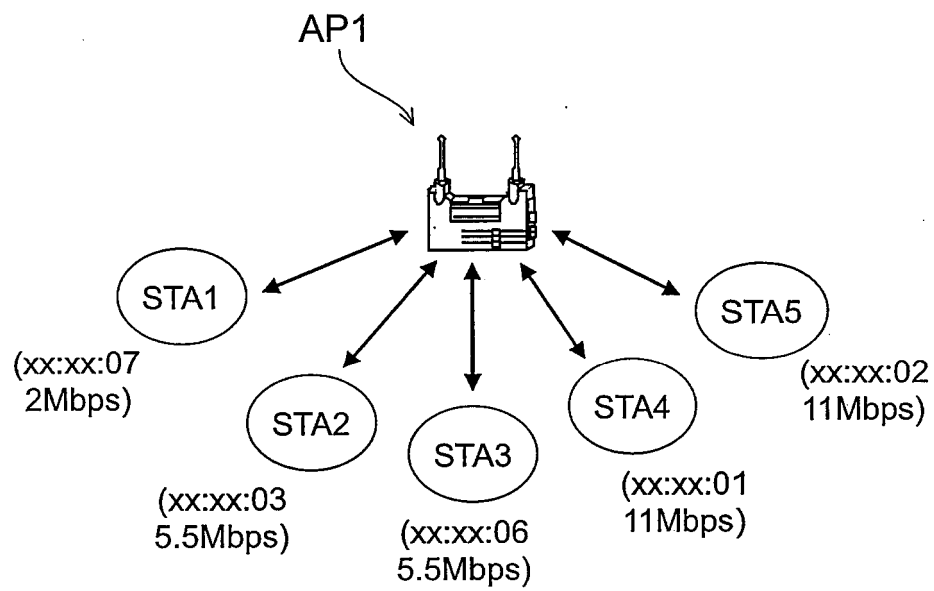 AP1
STA1
(xx:xx:07
2Mbps)
STA2
(xx:xx:03
5.5Mbps)
STA3
(xx:xx:06
5.5Mbps)
STA4
(xx:xx:01
11Mbps)
STA5
(xx:xx:02
11Mbps)